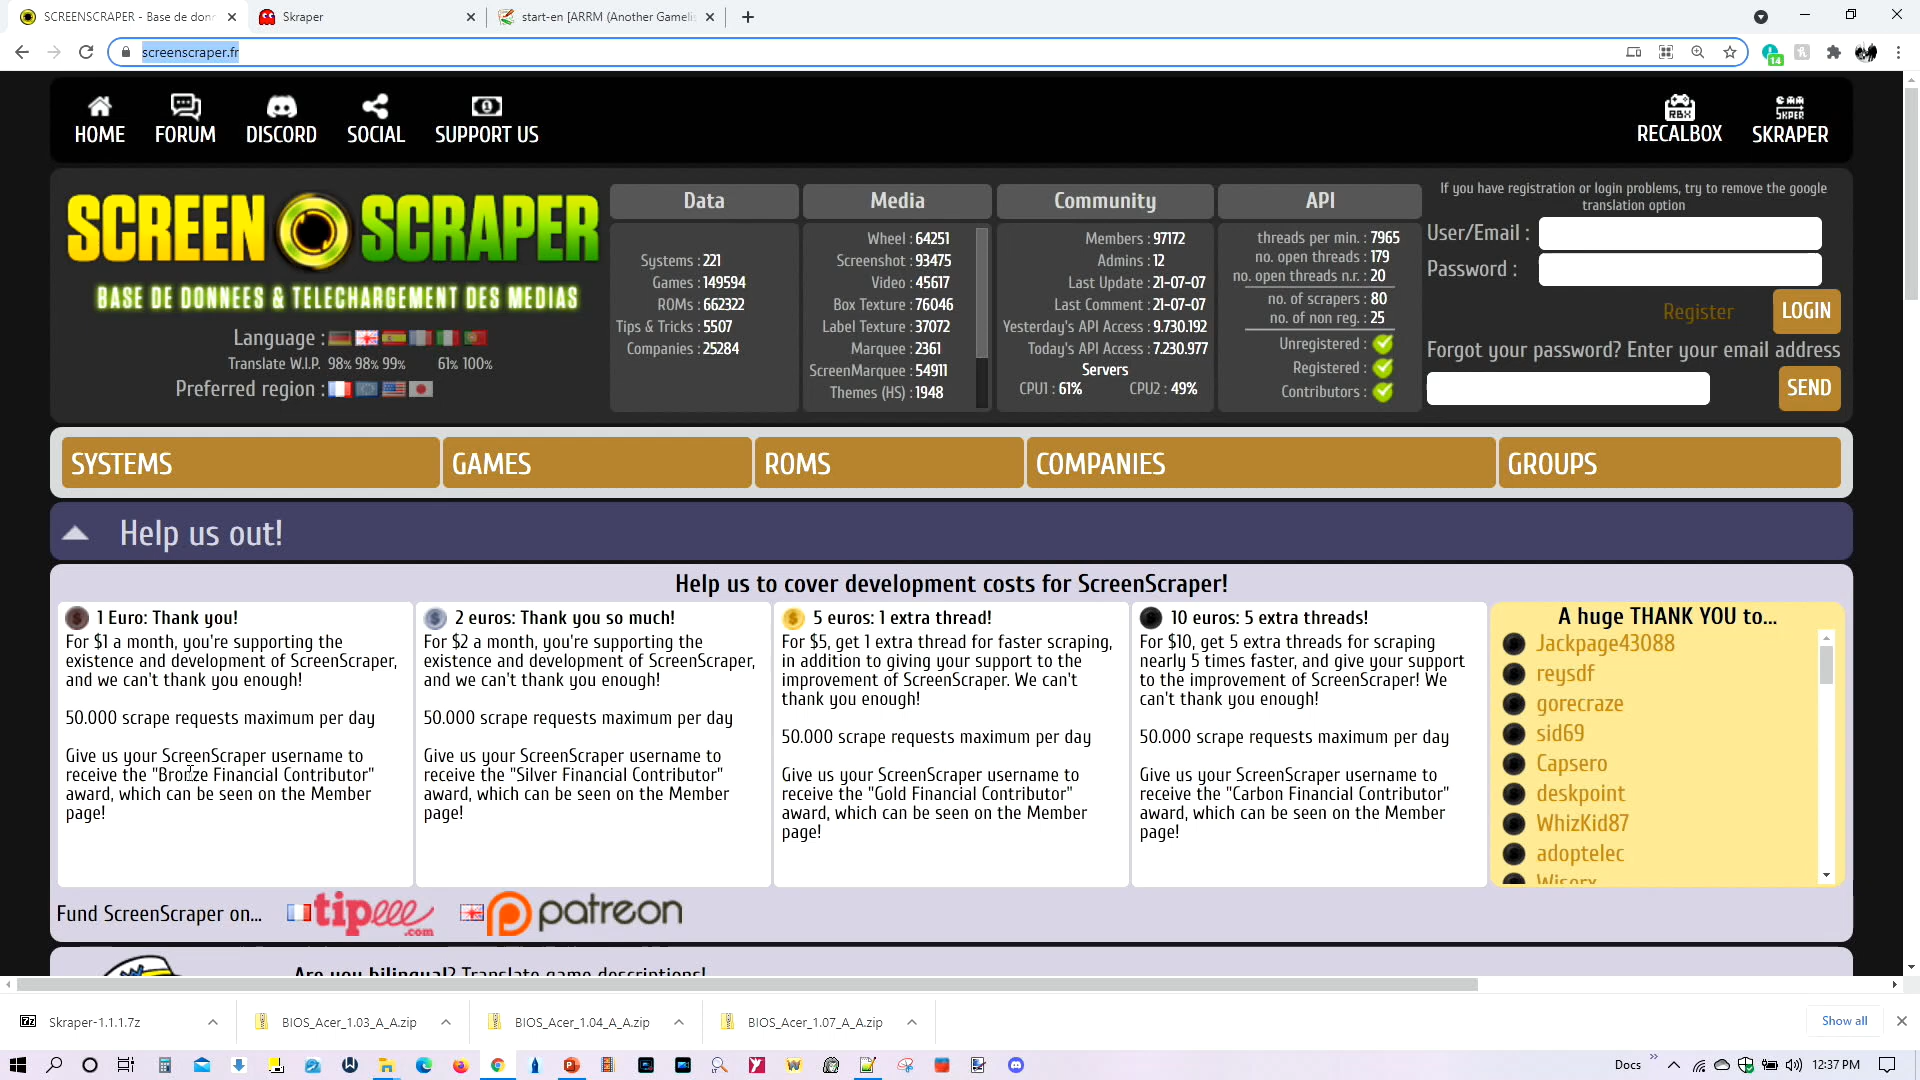 SCREENSCRAPER - Base de donr
Skraper
start-en [ARRM (Another Gamelis
screenscraper.fr
14
HOME
FORUM
DISCORD
SOCIAL
SUPPORT US
RECALBOX
SKRAPER
SCREEN SCRAPER
BASE DE DONNEES & TELECHARGEMENT DES MEDIAS
Language :
Translate W.I.P. 98% 98% 99% 61% 100%
Preferred region :
Data
Systems : 221
Games : 149594
ROMs : 662322
Tips & Tricks : 5507
Companies : 25284
Media
Wheel : 64251
Screenshot : 93475
Video : 45617
Box Texture : 76046
Label Texture : 37072
Marquee : 2361
ScreenMarquee : 54911
Themes (HS) : 1948
Community
Members : 97172
Admins : 12
Last Update : 21-07-07
Last Comment : 21-07-07
Yesterday's API Access : 9.730.192
Today's API Access : 7.230.977
Servers
CPU1 : 61% CPU2 : 49%
API
threads per min. : 7965
no. open threads : 179
no. open threads n.r. : 20
no. of scrapers : 80
no. of non reg. : 25
Unregistered :
Registered :
Contributors :
If you have registration or login problems, try to remove the google
translation option
User/Email :
Password :
Register
LOGIN
Forgot your password? Enter your email address
SEND
SYSTEMS
GAMES
ROMS
COMPANIES
GROUPS
Help us out!
Help us to cover development costs for ScreenScraper!
1 Euro: Thank you!
For $1 a month, you're supporting the
existence and development of ScreenScraper,
and we can't thank you enough!
50.000 scrape requests maximum per day
Give us your ScreenScraper username to
receive the "Bronze Financial Contributor"
award, which can be seen on the Member
page!
2 euros: Thank you so much!
For $2 a month, you're supporting the
existence and development of ScreenScraper,
and we can't thank you enough!
50.000 scrape requests maximum per day
Give us your ScreenScraper username to
receive the "Silver Financial Contributor"
award, which can be seen on the Member
page!
5 euros: 1 extra thread!
For $5, get 1 extra thread for faster scraping,
in addition to giving your support to the
improvement of ScreenScraper. We can't
thank you enough!
50.000 scrape requests maximum per day
Give us your ScreenScraper username to
receive the "Gold Financial Contributor"
award, which can be seen on the Member
page!
10 euros: 5 extra threads!
For $10, get 5 extra threads for scraping
nearly 5 times faster, and give your support
to the improvement of ScreenScraper! We
can't thank you enough!
50.000 scrape requests maximum per day
Give us your ScreenScraper username to
receive the "Carbon Financial Contributor"
award, which can be seen on the Member
page!
A huge THANK YOU to...
Jackpage43088
reysdf
gorecraze
sid69
Capsero
deskpoint
WhizKid87
adoptelec
Wiserx
Fund ScreenScraper on...
tipeee.com
patreon
Are you bilingual? Translate game descriptions!
Skraper-1.1.1.7z
BIOS_Acer_1.03_A_A.zip
BIOS_Acer_1.04_A_A.zip
BIOS_Acer_1.07_A_A.zip
Show all
Docs
12:37 PM